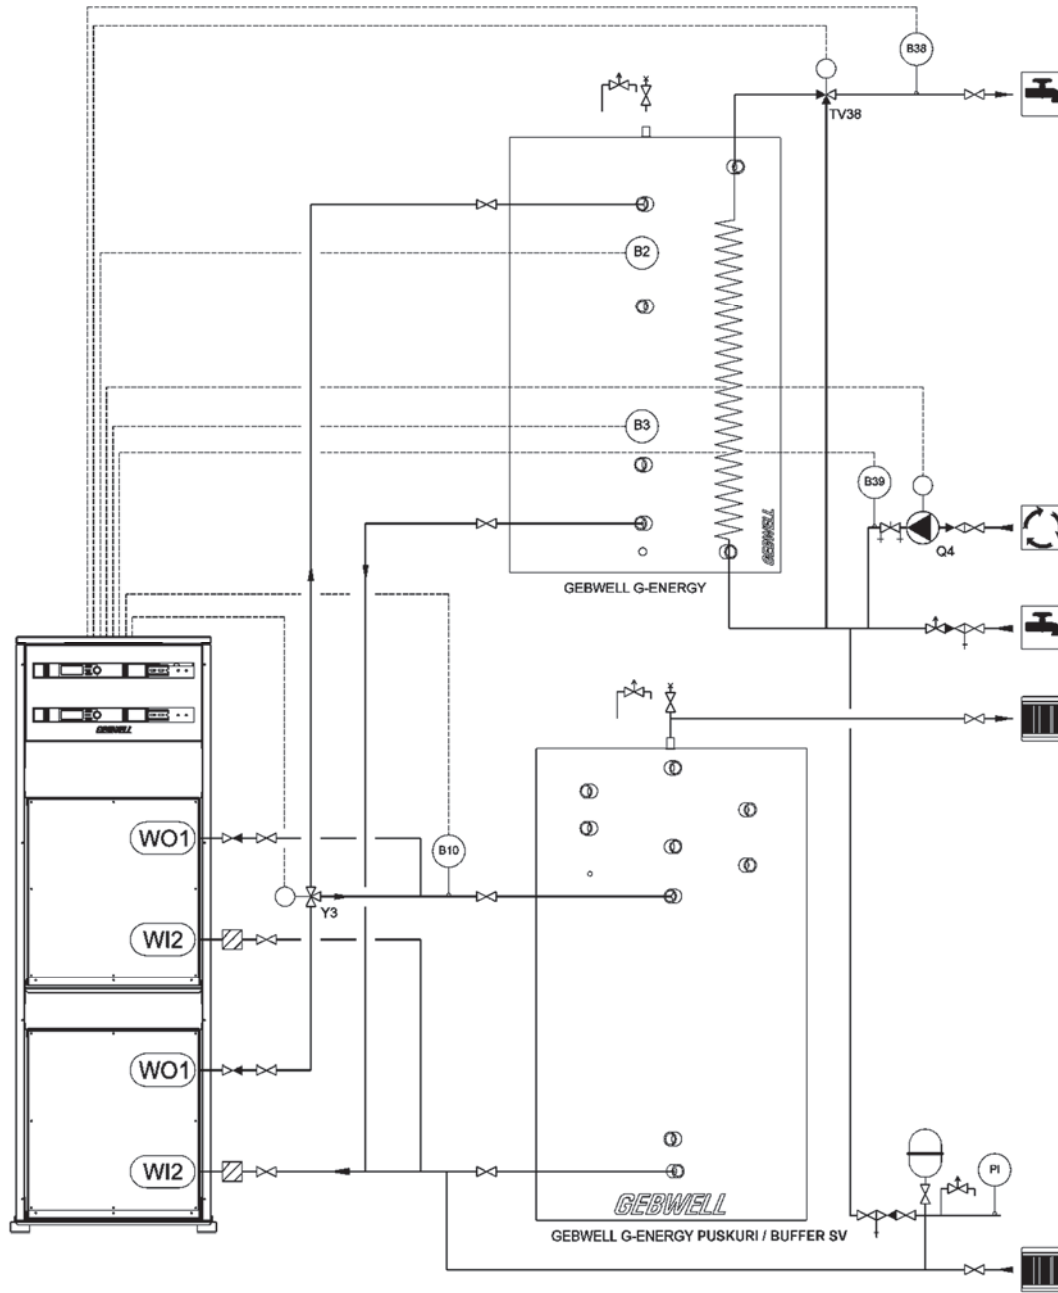 B38
TV38
B2
B3
B39
GEBWELL
Q4
GEBWELL G-ENERGY
GEBWELL
WO1
B10
Y3
WI2
WO1
WI2
PI
GEBWELL
GEBWELL G-ENERGY PUSKURI / BUFFER SV